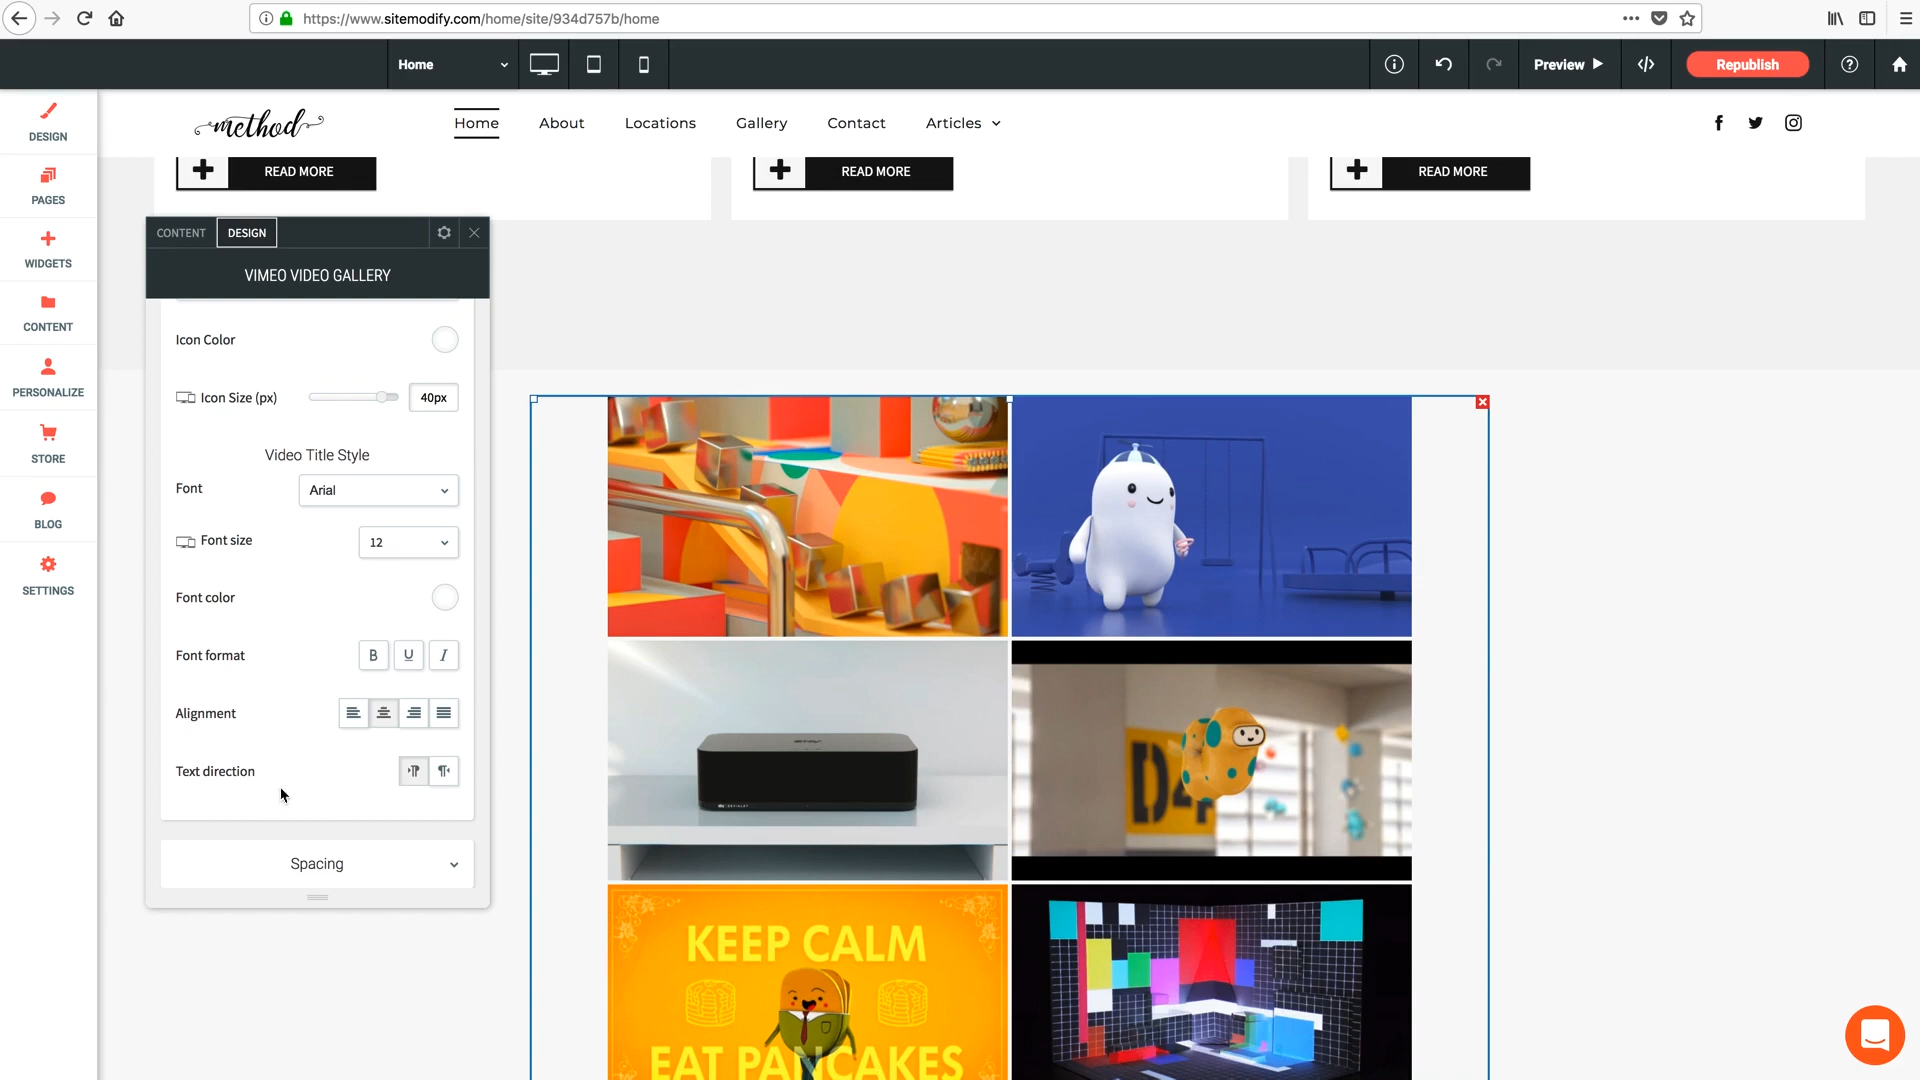 https://www.sitemodify.com/home/site/934d757b/home
Home
Preview
Republish
method
Home
About
Locations
Gallery
Contact
Articles
READ MORE
READ MORE
READ MORE
DESIGN
PAGES
WIDGETS
CONTENT
PERSONALIZE
STORE
BLOG
SETTINGS
CONTENT
DESIGN
VIMEO VIDEO GALLERY
Icon Color
Icon Size (px)
40px
Video Title Style
Font
Arial
Font size
12
Font color
Font format
B U I
Alignment
Text direction
Spacing
KEEP CALM
EAT PANCAKES